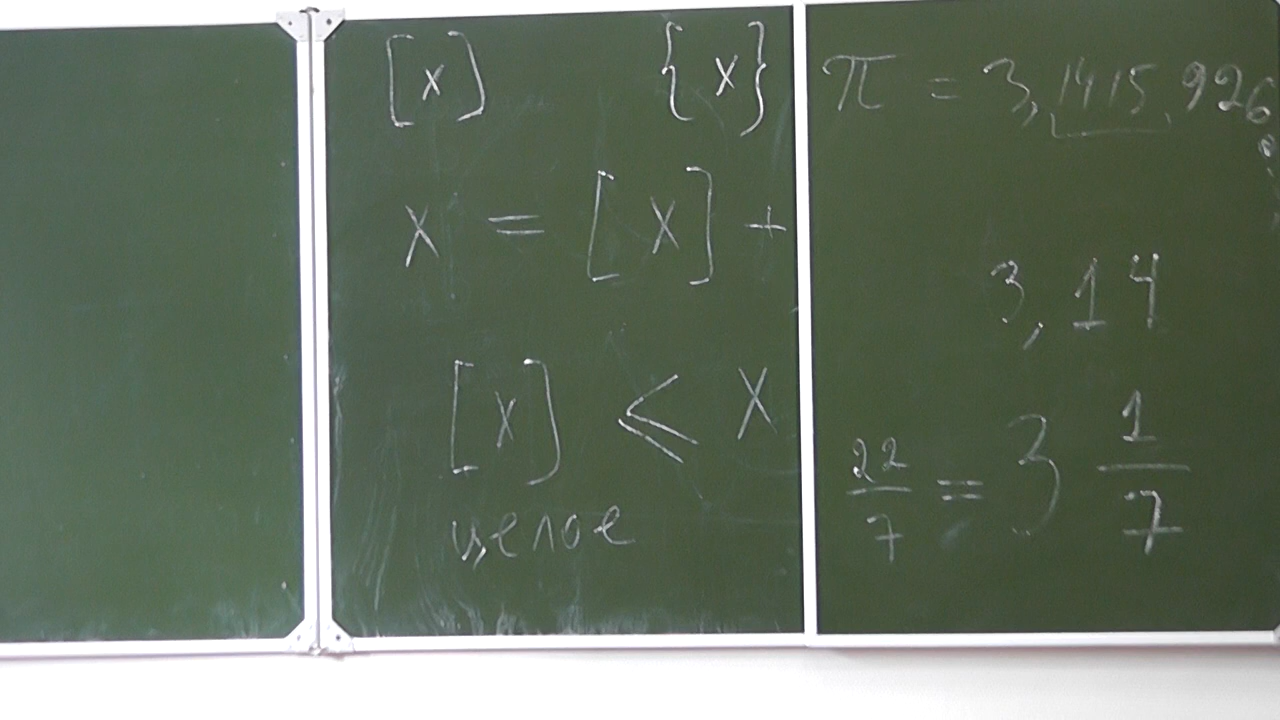 [x] {x}
x = [x] +
[x] ⩽ x
целое
π = 3,1415926...
3,14
22/7 = 3 1/7